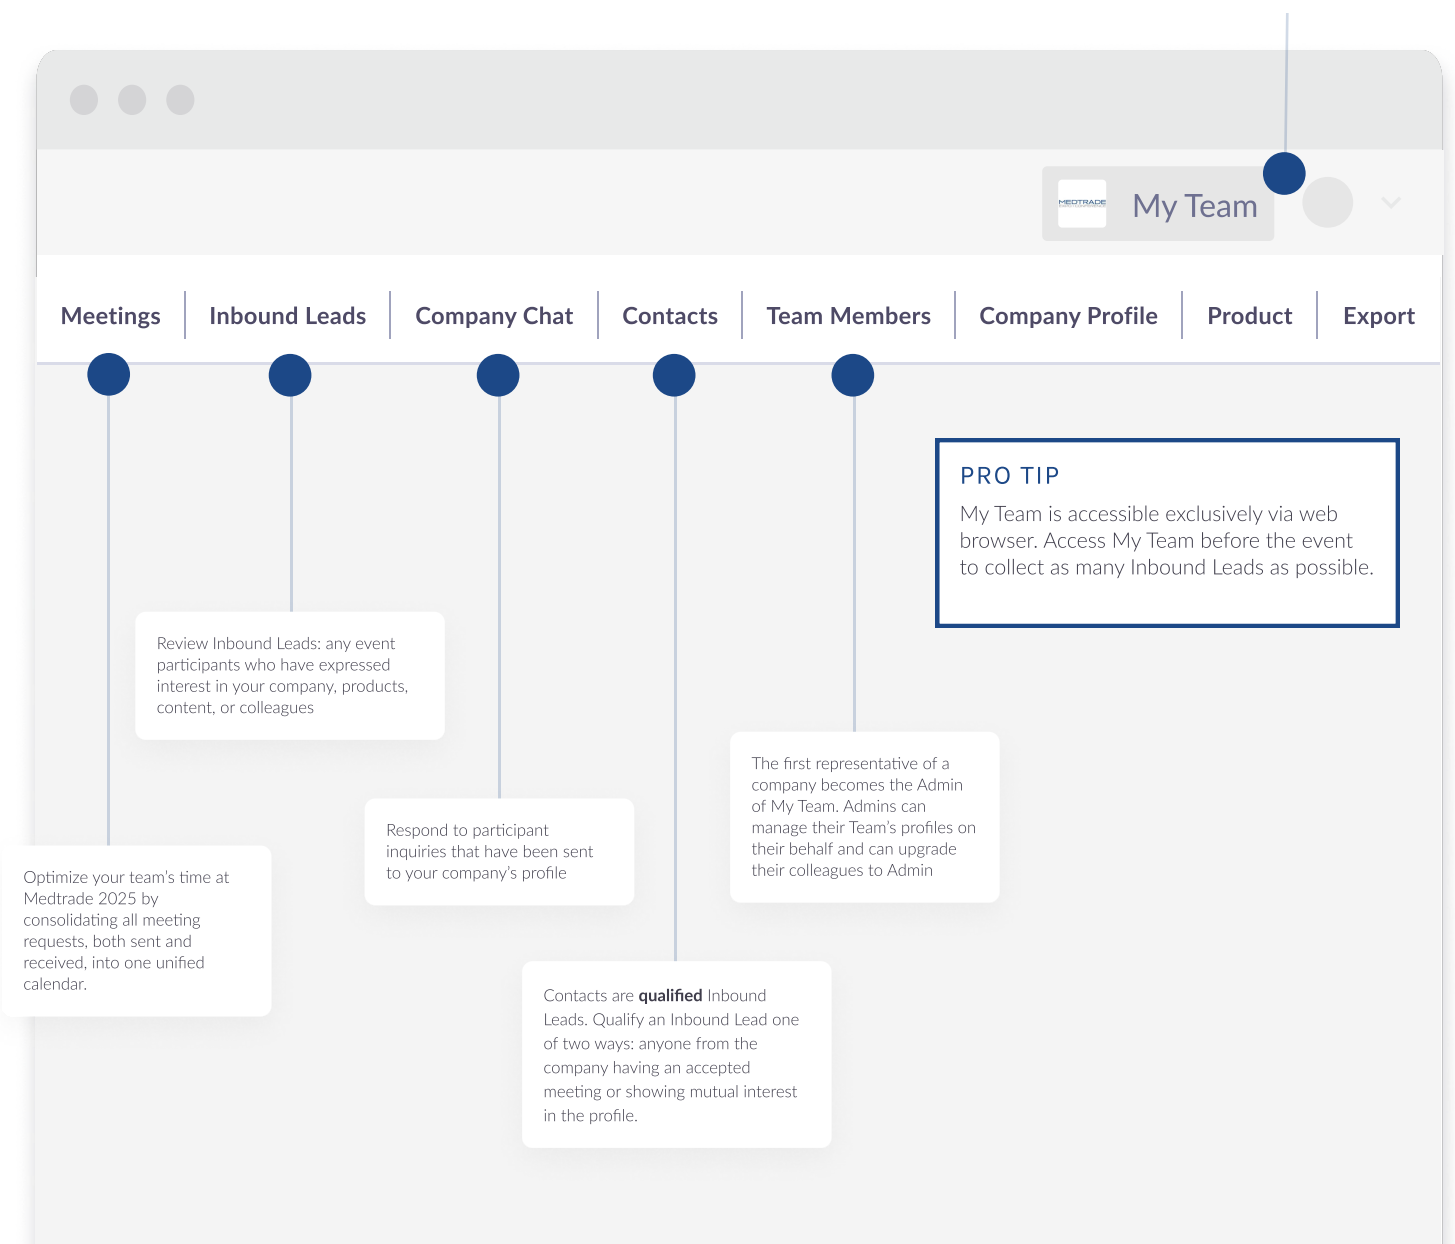 MEDTRADE
My Team
Meetings
Inbound Leads
Company Chat
Contacts
Team Members
Company Profile
Product
Export
PRO TIP
My Team is accessible exclusively via web
browser. Access My Team before the event
to collect as many Inbound Leads as possible.
Review Inbound Leads: any event
participants who have expressed
interest in your company, products,
content, or colleagues
The first representative of a
company becomes the Admin
of My Team. Admins can
manage their Team’s profiles on
their behalf and can upgrade
their colleagues to Admin
Respond to participant
inquiries that have been sent
to your company’s profile
Optimize your team’s time at
Medtrade 2025 by
consolidating all meeting
requests, both sent and
received, into one unified
calendar.
Contacts are qualified Inbound
Leads. Qualify an Inbound Lead one
of two ways: anyone from the
company having an accepted
meeting or showing mutual interest
in the profile.